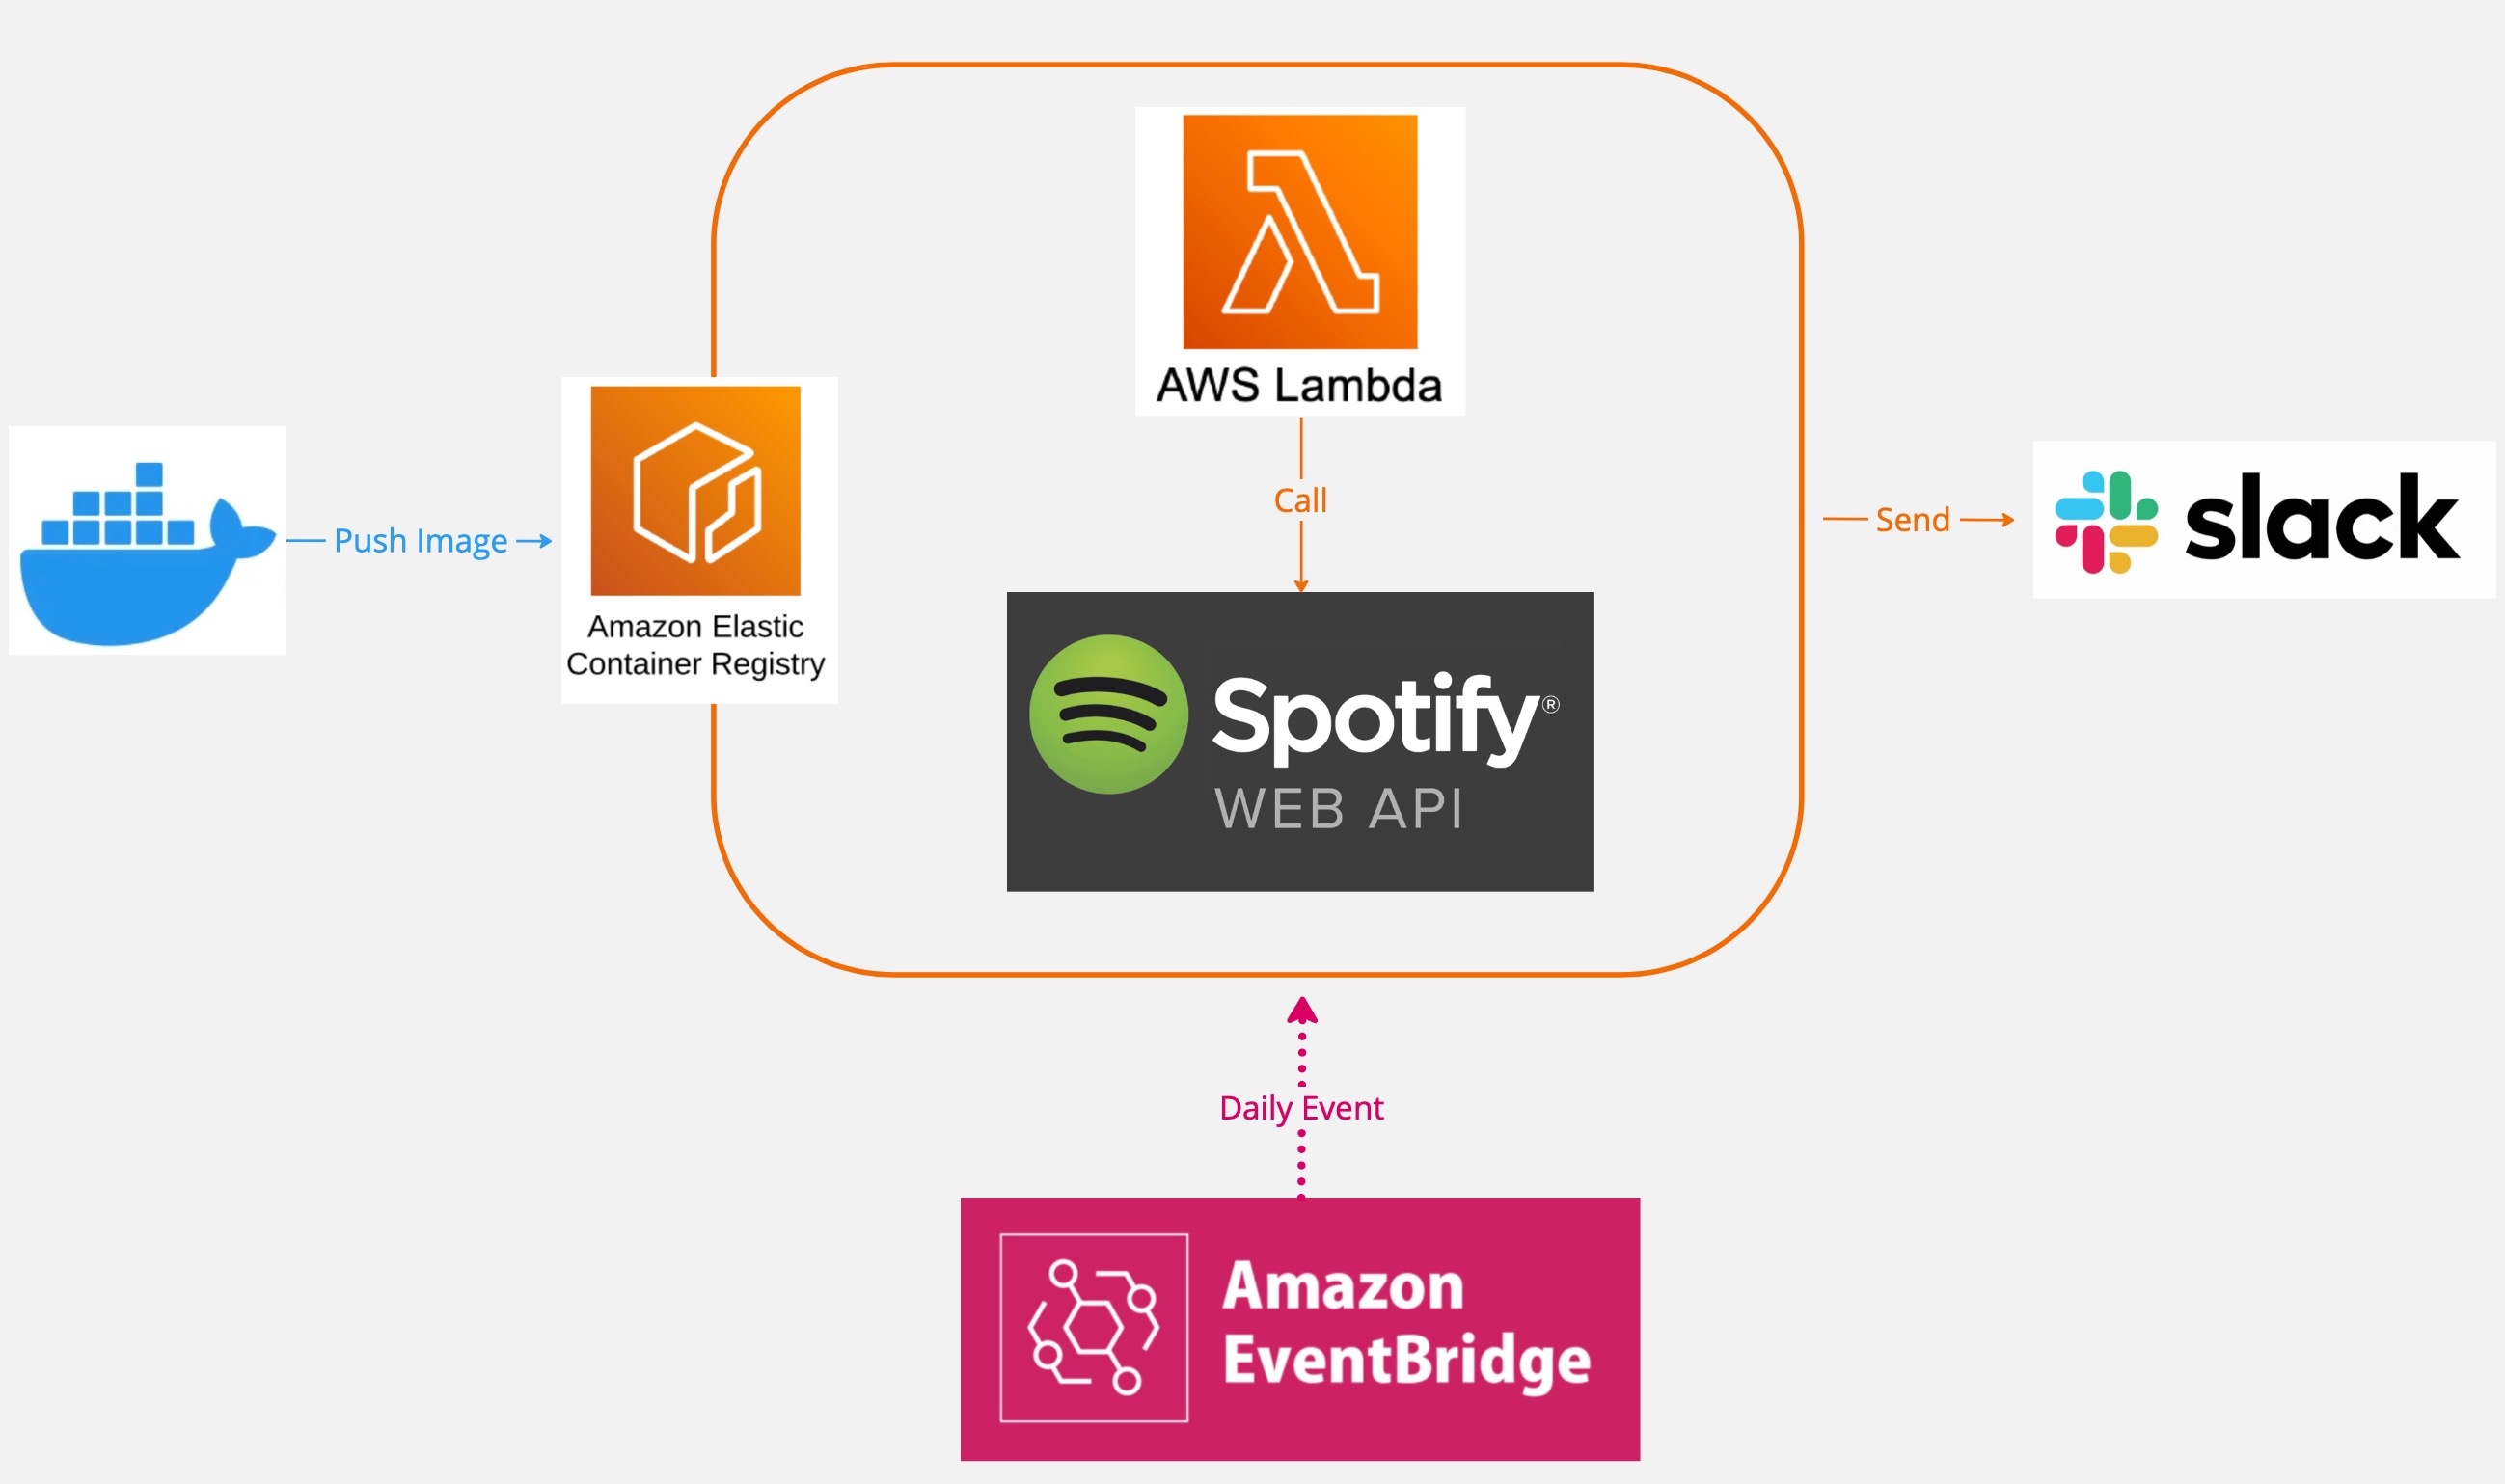 AWS Lambda
Call
Push Image
Amazon Elastic
Container Registry
Send
slack
Spotify®
WEB API
Daily Event
Amazon
EventBridge